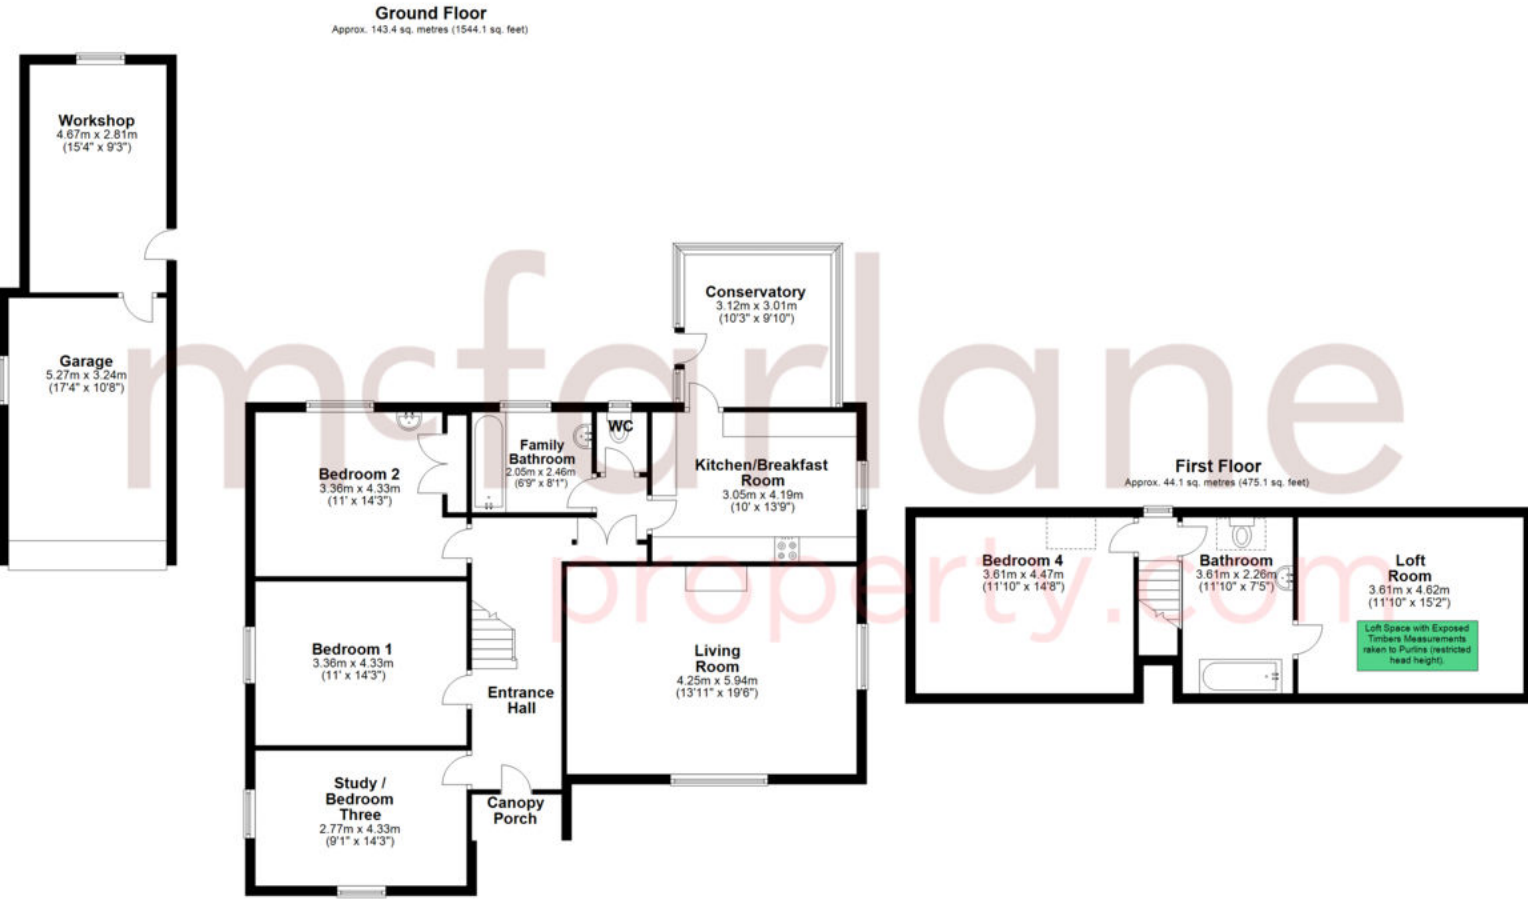 Ground Floor
Approx. 143.4 sq. metres (1544.1 sq. feet)
Workshop
4.67m x 2.81m
(15'4" x 9'3")
Garage
5.27m x 3.24m
(17'4" x 10'8")
Conservatory
3.12m x 3.01m
(10'3" x 9'10")
mcfarlane
property.com
Bedroom 2
3.36m x 4.33m
(11' x 14'3")
Family
Bathroom
2.05m x 2.46m
(6'9" x 8'1")
WC
Kitchen/Breakfast
Room
3.05m x 4.19m
(10' x 13'9")
Bedroom 1
3.36m x 4.33m
(11' x 14'3")
Entrance
Hall
Living
Room
4.25m x 5.94m
(13'11" x 19'6")
Study /
Bedroom
Three
2.77m x 4.33m
(9'1" x 14'3")
Canopy
Porch
First Floor
Approx. 44.1 sq. metres (475.1 sq. feet)
Bedroom 4
3.61m x 4.47m
(11'10" x 14'8")
Bathroom
3.61m x 2.26m
(11'10" x 7'5")
Loft
Room
3.61m x 4.62m
(11'10" x 15'2")
Loft Space with Exposed
Timbers Measurements
raken to Purlins (restricted
head height).